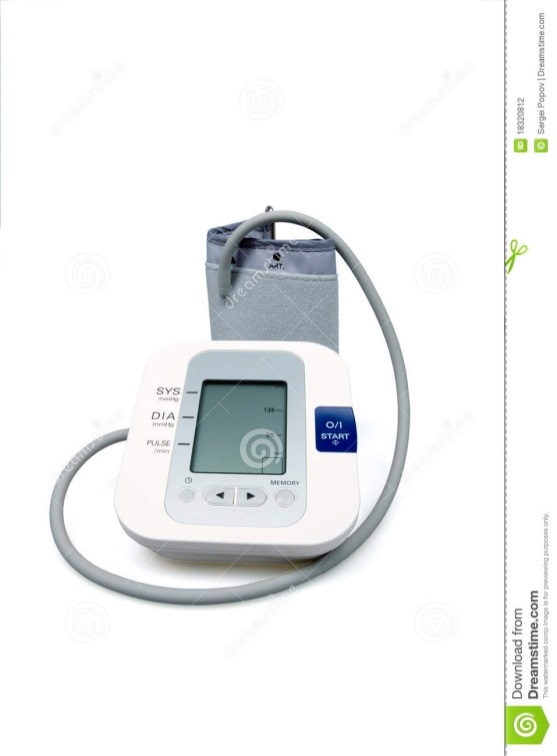 ART.
SYS
mmHg
DIA
mmHg
PULSE
/min
135
O/I
START
MEMORY
18320812
Sergei Popov | Dreamstime.com
Download from
Dreamstime.com
This watermarked comp image is for previewing purposes only.